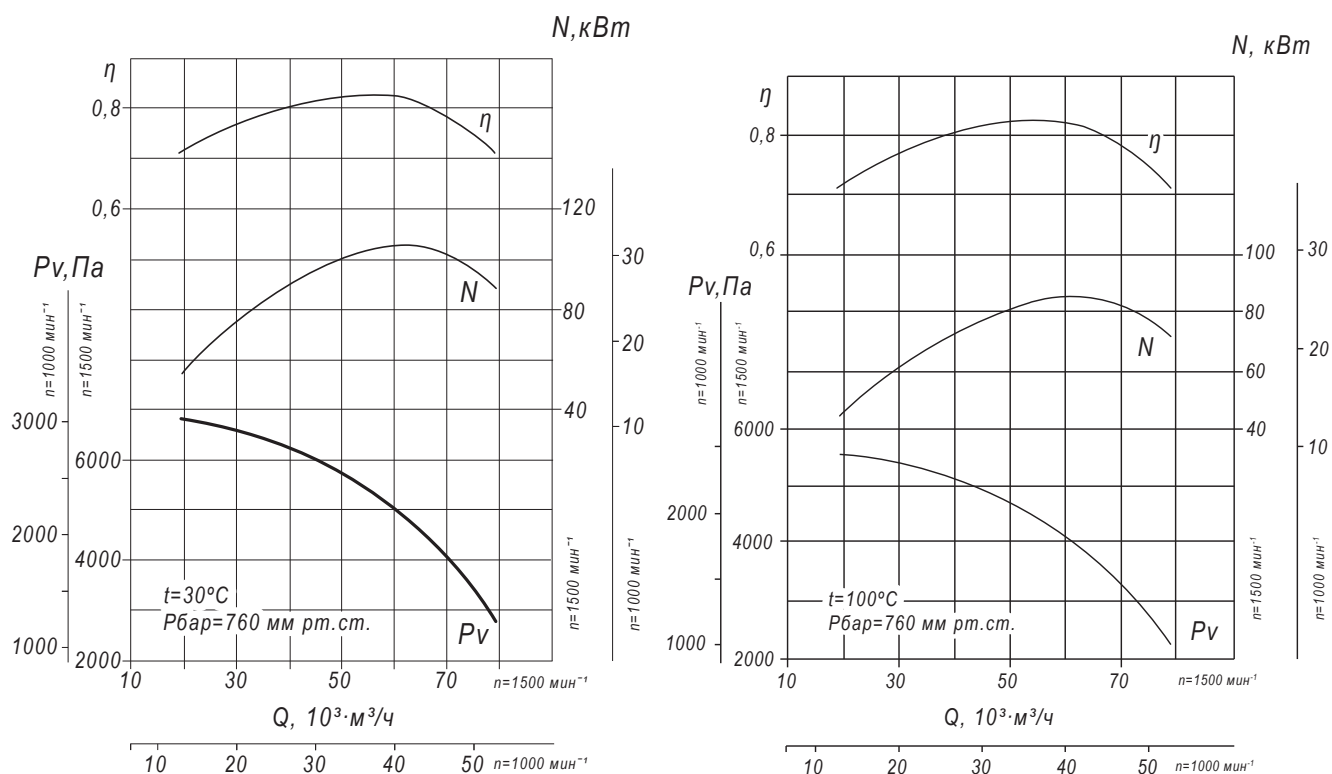 N,кВт
η
0,8
η
0,6
120
Pv,Па
n=1000 мин⁻¹
n=1500 мин⁻¹
30
N
80
20
3000
40
10
6000
2000
4000
t=30ºC
Pбар=760 мм рт.ст.
Pv
n=1500 мин⁻¹
n=1000 мин⁻¹
1000
2000
10 30 50 70 n=1500 мин⁻¹
Q, 10³·м³/ч
10 20 30 40 50 n=1000 мин⁻¹
N, кВт
η
0,8
η
0,6
100
30
Pv,Па
n=1000 мин⁻¹
n=1500 мин⁻¹
80
N
20
60
6000
40
10
2000
4000
t=100ºC
Pбар=760 мм рт.ст.
Pv
n=1500 мин⁻¹
n=1000 мин⁻¹
1000
2000
10 30 50 70 n=1500 мин⁻¹
Q, 10³·м³/ч
10 20 30 40 50 n=1000 мин⁻¹